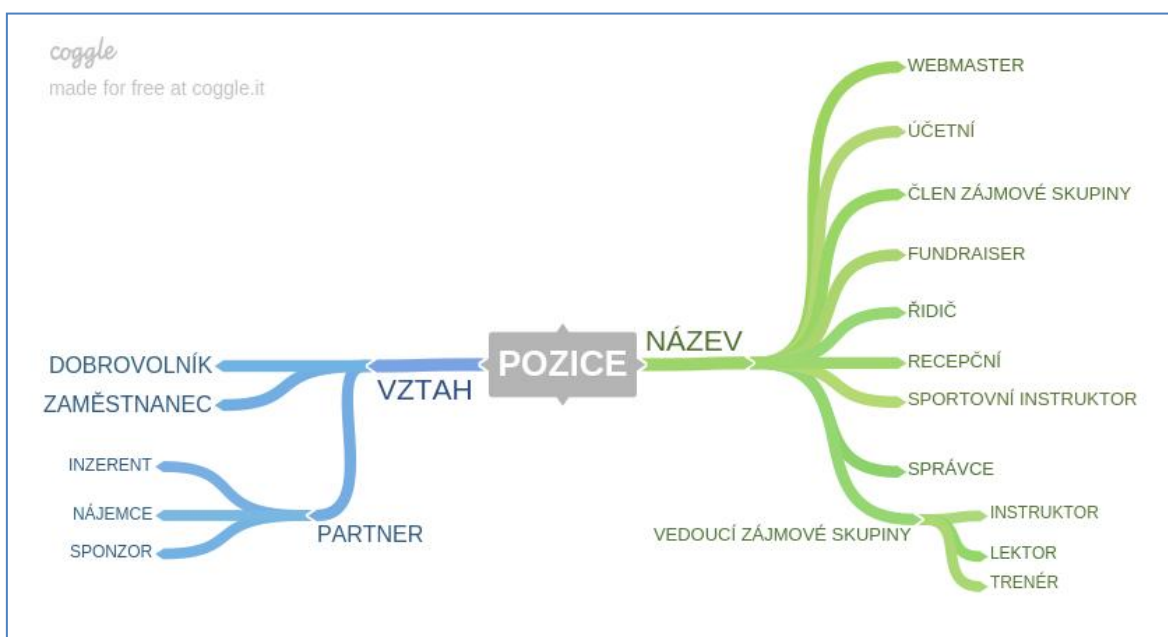 coggle
made for free at coggle.it
POZICE
NÁZEV
WEBMASTER
ÚČETNÍ
ČLEN ZÁJMOVÉ SKUPINY
FUNDRAISER
ŘIDIČ
RECEPČNÍ
SPORTOVNÍ INSTRUKTOR
SPRÁVCE
VEDOUCÍ ZÁJMOVÉ SKUPINY
INSTRUKTOR
LEKTOR
TRENÉR
VZTAH
DOBROVOLNÍK
ZAMĚSTNANEC
PARTNER
INZERENT
NÁJEMCE
SPONZOR